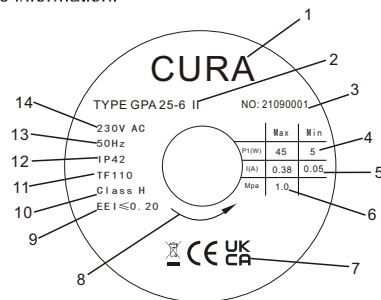 1
CURA
2
TYPE GPA 25-6 II
NO: 21090001
3
14
230V AC
Max Min
13
50Hz
P1(W) 45 5
4
12
IP42
I(A) 0.38 0.05
5
11
TF110
Mpa 1.0
6
10
Class H
9
EEI≤0.20
8
CE UK CA
7